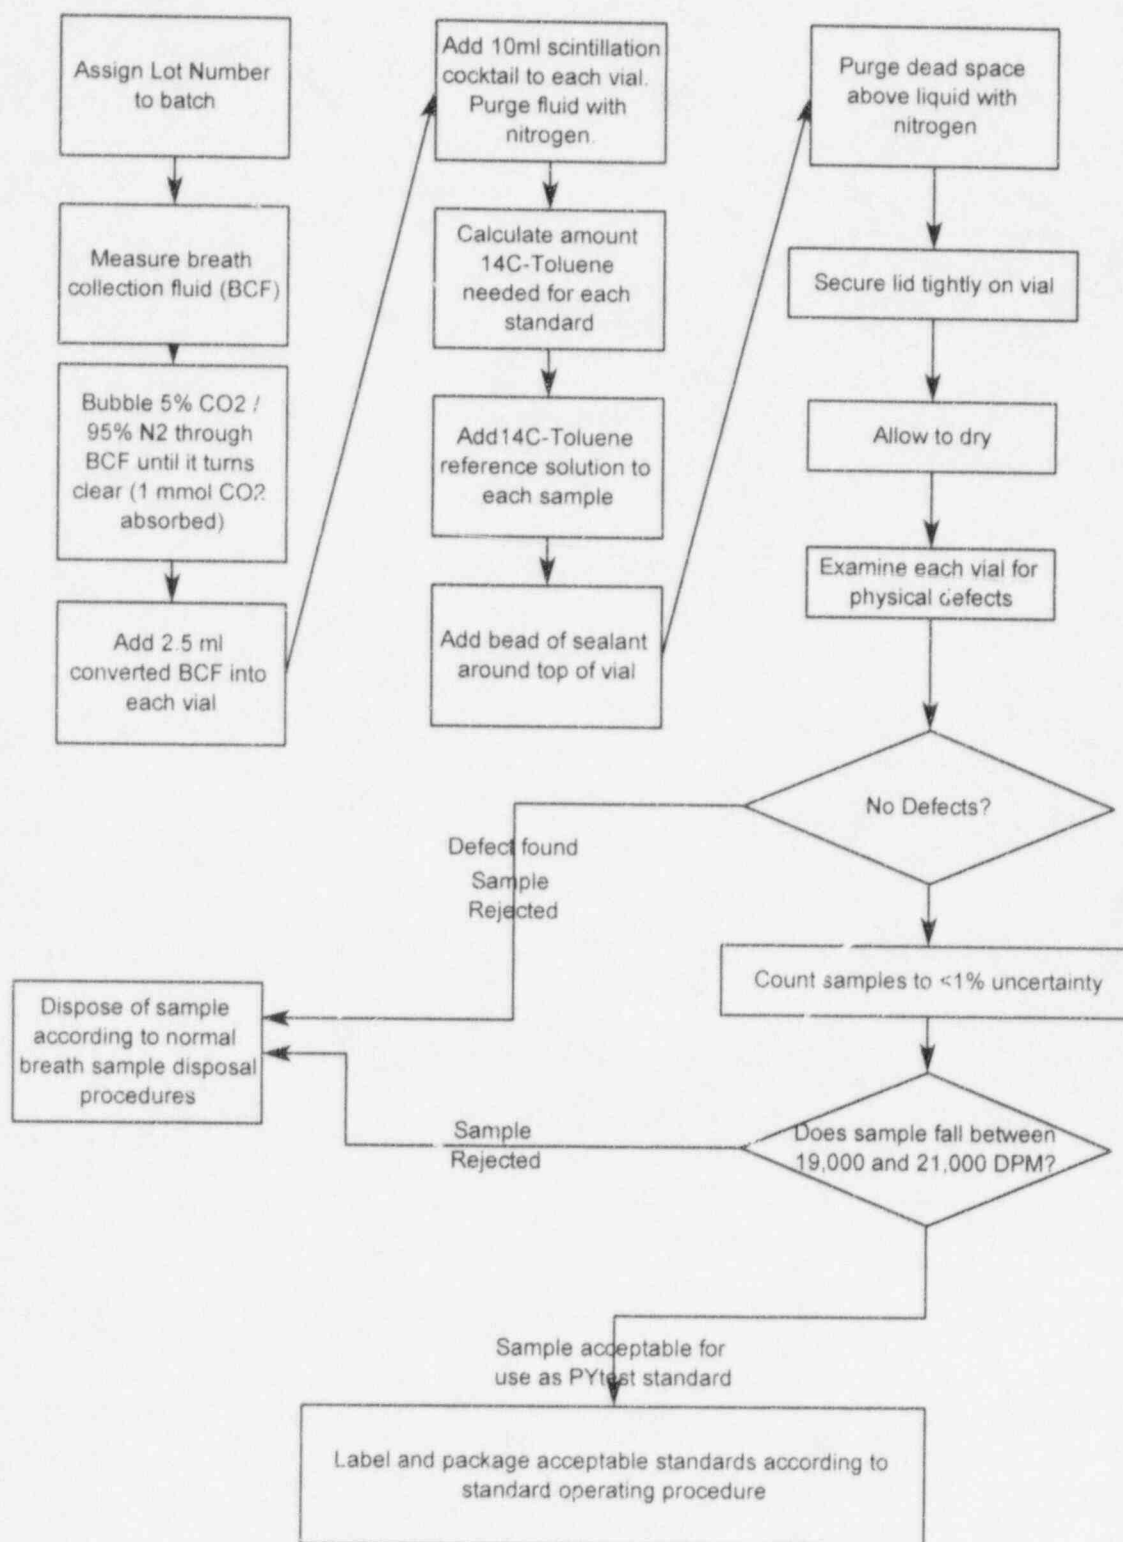 Assign Lot Number
to batch
Measure breath
collection fluid (BCF)
Bubble 5% CO2 /
95% N2 through
BCF until it turns
clear (1 mmol CO2
absorbed)
Add 2.5 ml
converted BCF into
each vial
Add 10ml scintillation
cocktail to each vial.
Purge fluid with
nitrogen.
Calculate amount
14C-Toluene
needed for each
standard
Add14C-Toluene
reference solution to
each sample
Add bead of sealant
around top of vial
Purge dead space
above liquid with
nitrogen
Secure lid tightly on vial
Allow to dry
Examine each vial for
physical defects
No Defects?
Defect found
Sample
Rejected
Count samples to <1% uncertainty
Dispose of sample
according to normal
breath sample disposal
procedures
Does sample fall between
19,000 and 21,000 DPM?
Sample
Rejected
Sample acceptable for
use as PYtest standard
Label and package acceptable standards according to
standard operating procedure